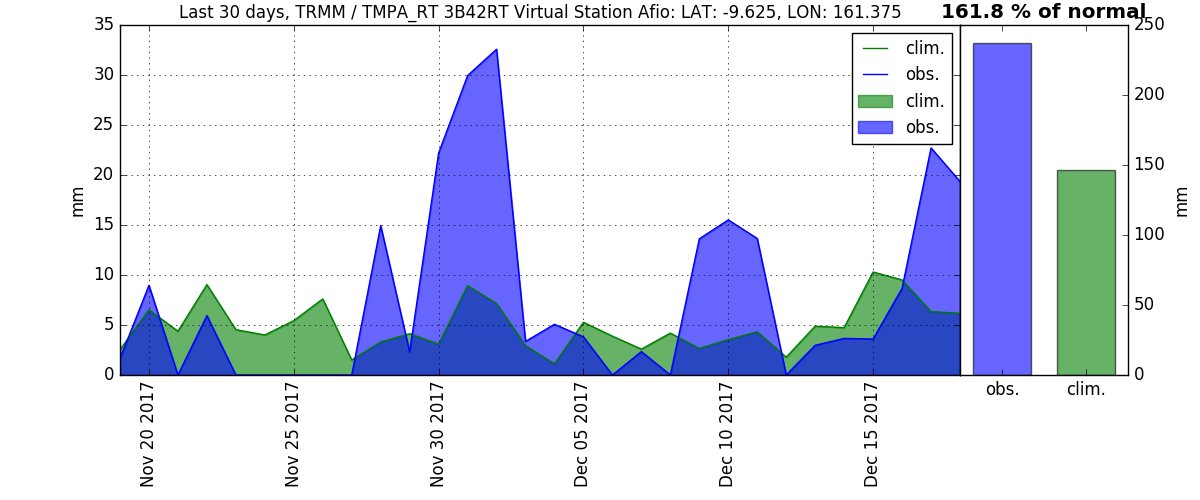 Last 30 days, TRMM / TMPA_RT 3B42RT Virtual Station Afio: LAT: -9.625, LON: 161.375
161.8 % of normal
35
30
25
20
15
10
5
0
mm
clim.
obs.
clim.
obs.
250
200
150
100
50
0
mm
obs.
clim.
Nov 20 2017
Nov 25 2017
Nov 30 2017
Dec 05 2017
Dec 10 2017
Dec 15 2017